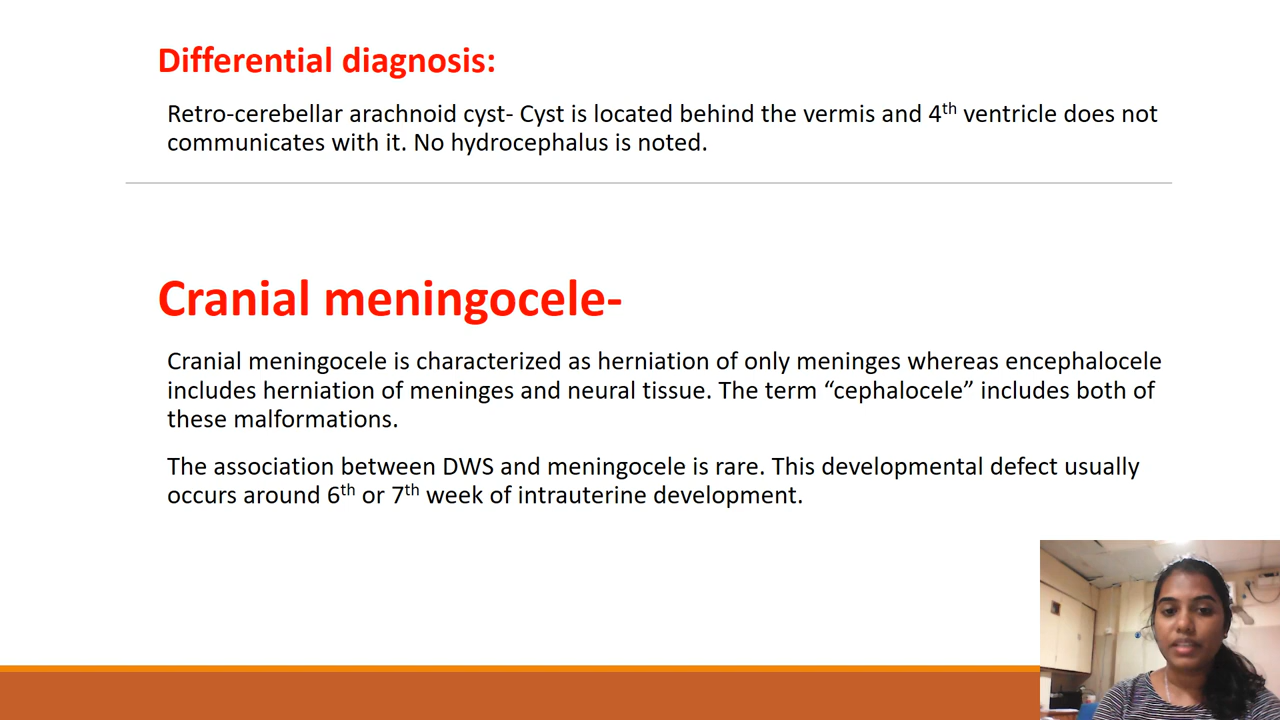 Differential diagnosis:
Retro-cerebellar arachnoid cyst- Cyst is located behind the vermis and 4th ventricle does not
communicates with it. No hydrocephalus is noted.
Cranial meningocele-
Cranial meningocele is characterized as herniation of only meninges whereas encephalocele
includes herniation of meninges and neural tissue. The term “cephalocele” includes both of
these malformations.
The association between DWS and meningocele is rare. This developmental defect usually
occurs around 6th or 7th week of intrauterine development.